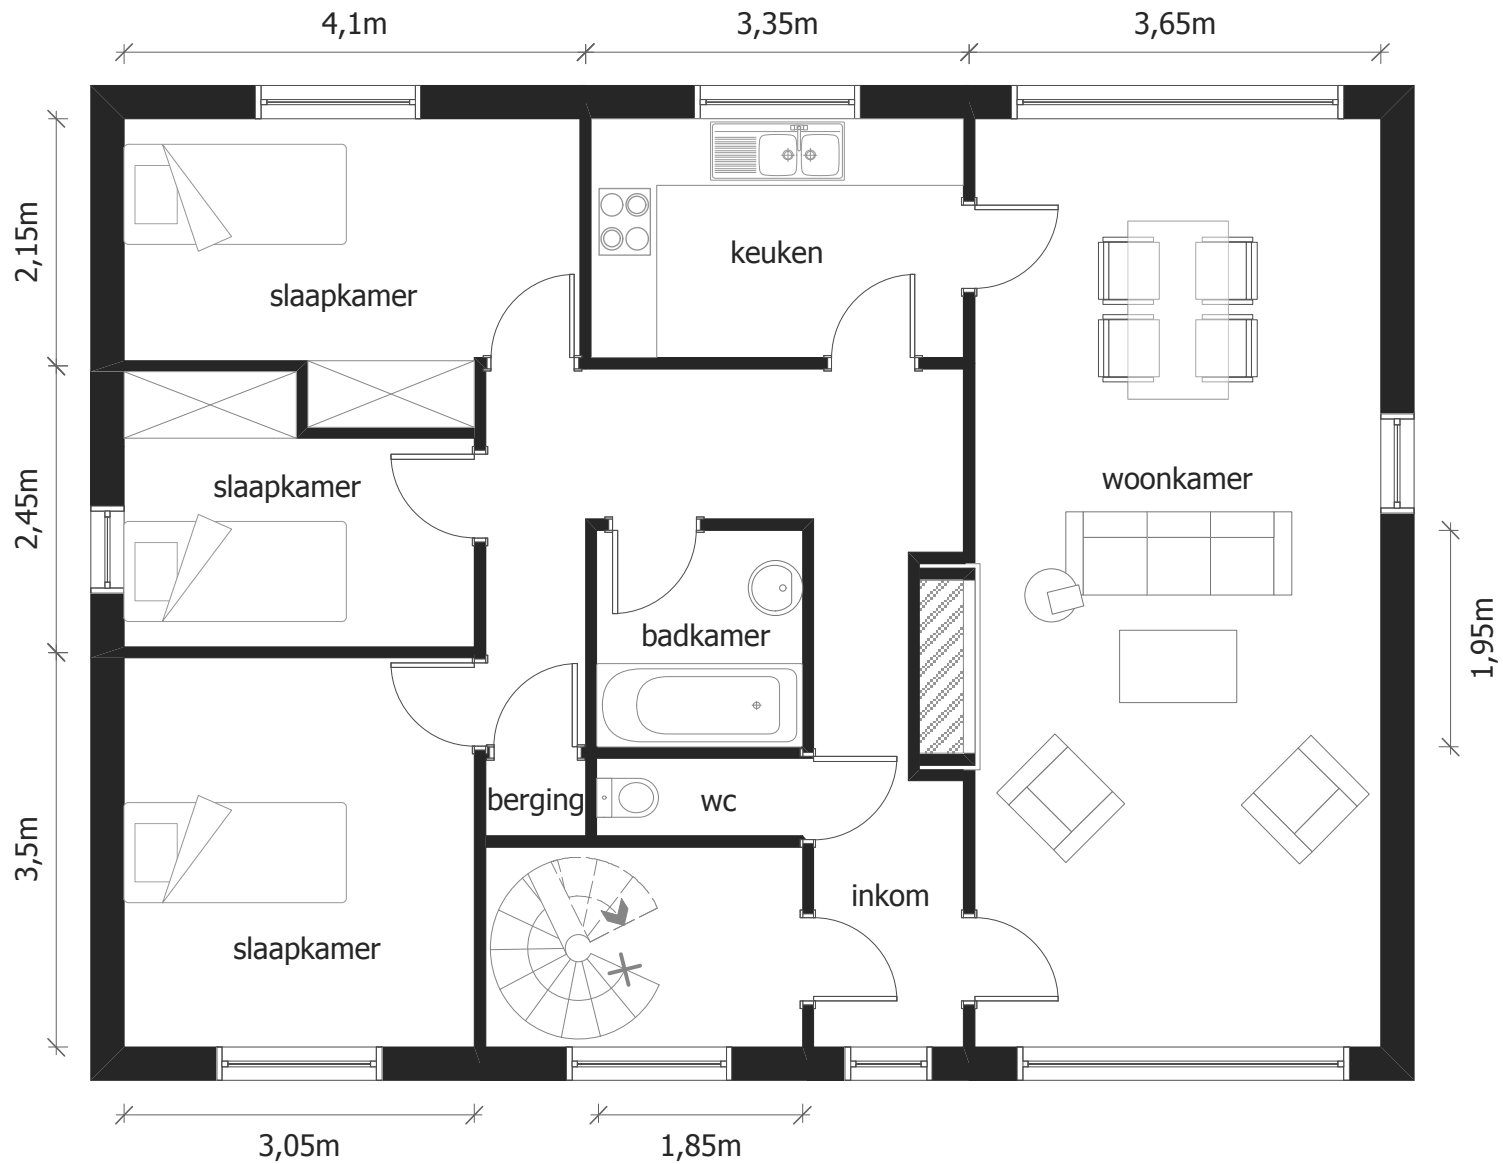 4,1m
3,35m
3,65m
2,15m
keuken
slaapkamer
2,45m
slaapkamer
woonkamer
badkamer
1,95m
berging
wc
3,5m
inkom
slaapkamer
3,05m
1,85m